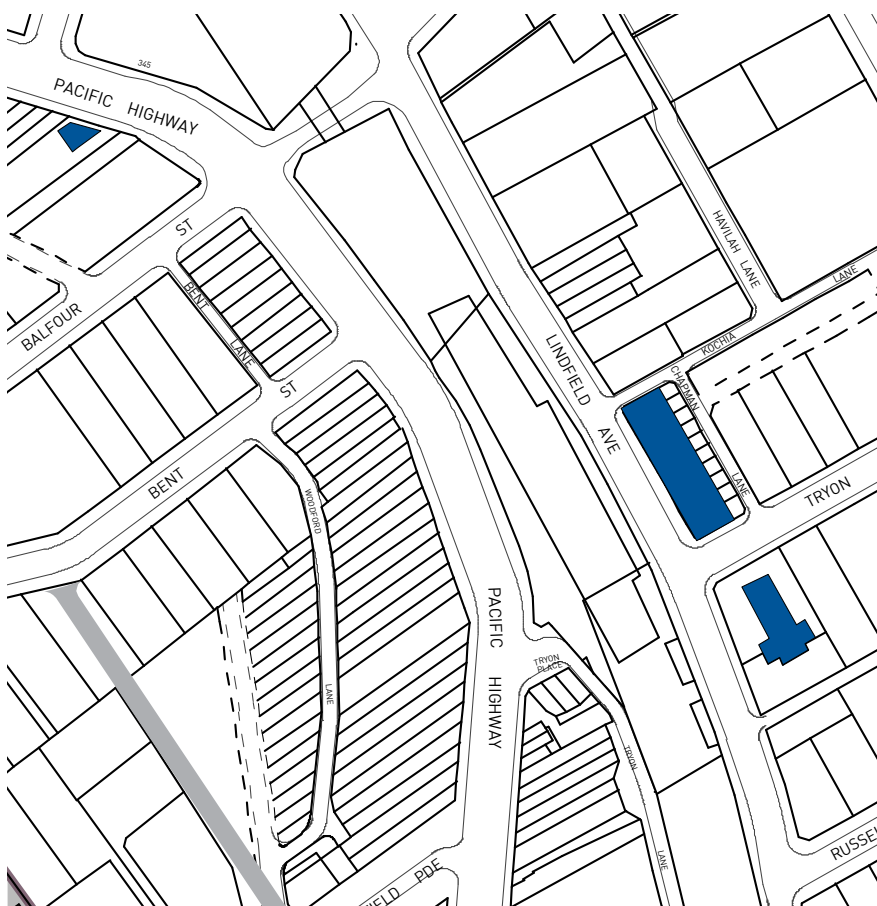 345
PACIFIC HIGHWAY
ST
BENT
LANE
BALFOUR
ST
HAVILAH LANE
LANE
KOCHIA
LINDFIELD
AVE
CHAPMAN
LANE
TRYON
BENT
WOODFORD
LANE
PACIFIC HIGHWAY
TRYON
PLACE
TRYON
LANE
RUSSEL
FIELD PDE